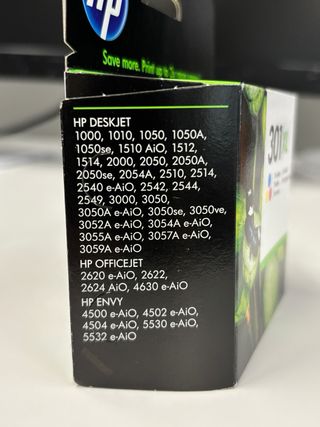 hp
Save more. Print up to 2x more
HP DESKJET
1000, 1010, 1050, 1050A,
1050se, 1510 AiO, 1512,
1514, 2000, 2050, 2050A,
2050se, 2054A, 2510, 2514,
2540 e-AiO, 2542, 2544,
2549, 3000, 3050,
3050A e-AiO, 3050se, 3050ve,
3052A e-AiO, 3054A e-AiO,
3055A e-AiO, 3057A e-AiO,
3059A e-AiO
HP OFFICEJET
2620 e-AiO, 2622,
2624 AiO, 4630 e-AiO
HP ENVY
4500 e-AiO, 4502 e-AiO,
4504 e-AiO, 5530 e-AiO,
5532 e-AiO
301XL